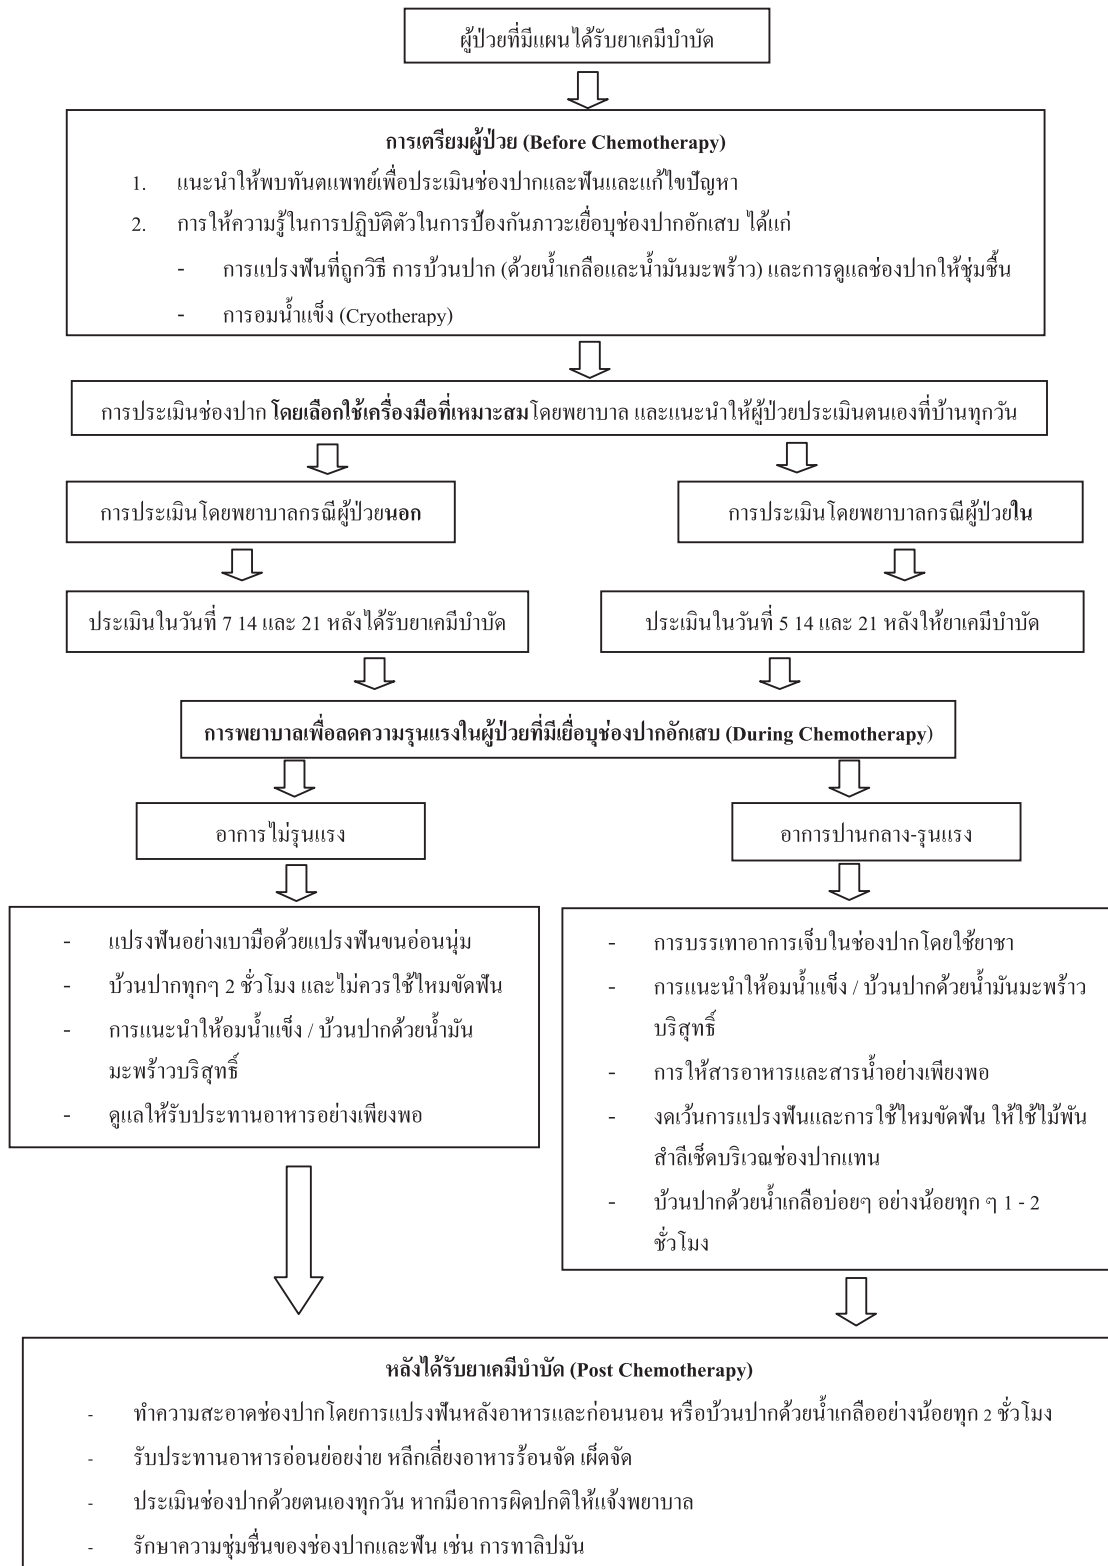 ผู้ป่วยที่มีแผนได้รับยาเคมีบำบัด
การเตรียมผู้ป่วย (Before Chemotherapy)
1. แนะนำให้พบทันตแพทย์เพื่อประเมินช่องปากและฟันและแก้ไขปัญหา
2. การให้ความรู้ในการปฏิบัติตัวในการป้องกันภาวะเยื่อบุช่องปากอักเสบ ได้แก่
- การแปรงฟันที่ถูกวิธี การบ้วนปาก (ด้วยน้ำเกลือและน้ำมันมะพร้าว) และการดูแลช่องปากให้ชุ่มชื้น
- การอมน้ำแข็ง (Cryotherapy)
การประเมินช่องปาก โดยเลือกใช้เครื่องมือที่เหมาะสมโดยพยาบาล และแนะนำให้ผู้ป่วยประเมินตนเองที่บ้านทุกวัน
การประเมินโดยพยาบาลกรณีผู้ป่วยนอก
การประเมินโดยพยาบาลกรณีผู้ป่วยใน
ประเมินในวันที่ 7 14 และ 21 หลังได้รับยาเคมีบำบัด
ประเมินในวันที่ 5 14 และ 21 หลังให้ยาเคมีบำบัด
การพยาบาลเพื่อลดความรุนแรงในผู้ป่วยที่มีเยื่อบุช่องปากอักเสบ (During Chemotherapy)
อาการไม่รุนแรง
อาการปานกลาง-รุนแรง
- แปรงฟันอย่างเบามือด้วยแปรงฟันขนอ่อนนุ่ม
- บ้วนปากทุกๆ 2 ชั่วโมง และไม่ควรใช้ไหมขัดฟัน
- การแนะนำให้อมน้ำแข็ง / บ้วนปากด้วยน้ำมัน
มะพร้าวบริสุทธิ์
- ดูแลให้รับประทานอาหารอย่างเพียงพอ
- การบรรเทาอาการเจ็บในช่องปากโดยใช้ยาชา
- การแนะนำให้อมน้ำแข็ง / บ้วนปากด้วยน้ำมันมะพร้าว
บริสุทธิ์
- การให้สารอาหารและสารน้ำอย่างเพียงพอ
- งดเว้นการแปรงฟันและการใช้ไหมขัดฟัน ให้ใช้ไม้พัน
สำลีเช็ดบริเวณช่องปากแทน
- บ้วนปากด้วยน้ำเกลือบ่อยๆ อย่างน้อยทุก ๆ 1 - 2
ชั่วโมง
หลังได้รับยาเคมีบำบัด (Post Chemotherapy)
- ทำความสะอาดช่องปากโดยการแปรงฟันหลังอาหารและก่อนนอน หรือบ้วนปากด้วยน้ำเกลืออย่างน้อยทุก 2 ชั่วโมง
- รับประทานอาหารอ่อนย่อยง่าย หลีกเลี่ยงอาหารร้อนจัด เผ็ดจัด
- ประเมินช่องปากด้วยตนเองทุกวัน หากมีอาการผิดปกติให้แจ้งพยาบาล
- รักษาความชุ่มชื่นของช่องปากและฟัน เช่น การทาลิปมัน